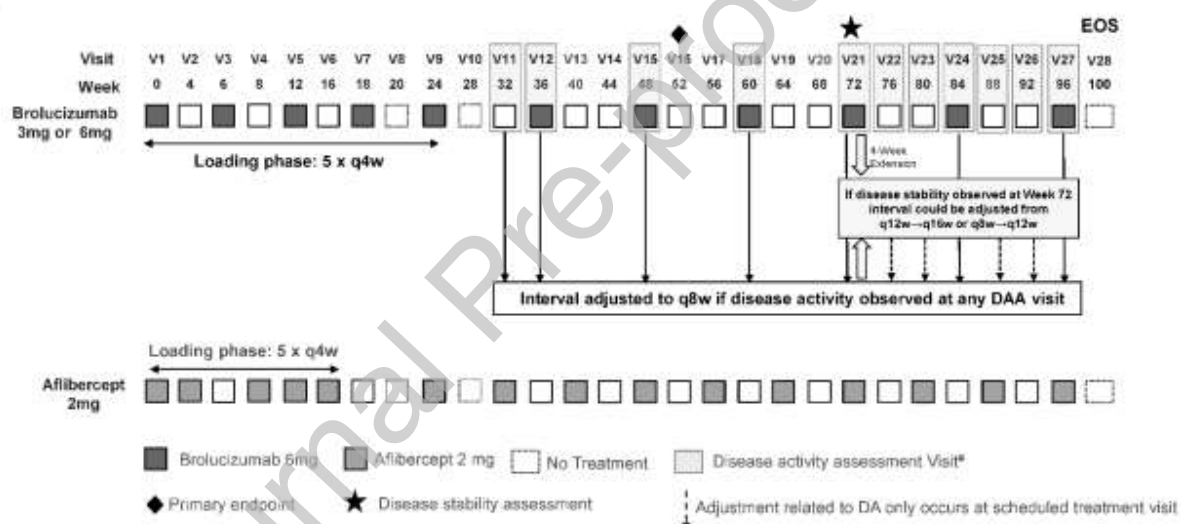 EOS
Visit V1 V2 V3 V4 V5 V6 V7 V8 V9 V10 V11 V12 V13 V14 V15 V16 V17 V18 V19 V20 V21 V22 V23 V24 V25 V26 V27 V28
Week 0 4 6 8 12 16 18 20 24 28 32 36 40 44 48 52 56 60 64 68 72 76 80 84 88 92 96 100
Brolucizumab
3mg or 6mg
Loading phase: 5 x q4w
4-Week
Extension
If disease stability observed at Week 72
interval could be adjusted from
q12w→q16w or q8w→q12w
Interval adjusted to q8w if disease activity observed at any DAA visit
Loading phase: 5 x q4w
Aflibercept
2mg
Brolucizumab 6mg Aflibercept 2 mg No Treatment Disease activity assessment Visit
Primary endpoint Disease stability assessment Adjustment related to DA only occurs at scheduled treatment visit
Journal Pre-proo